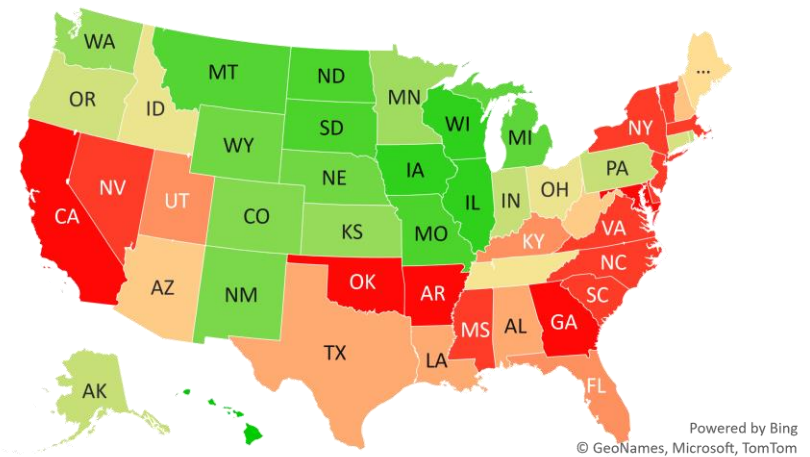 WA
MT
ND
MN
...
OR
ID
SD
WI
MI
NY
WY
IA
PA
NE
IL
IN
OH
NV
UT
CO
KS
MO
KY
VA
CA
AZ
NM
OK
AR
NC
SC
MS
AL
GA
TX
LA
FL
AK
Powered by Bing
© GeoNames, Microsoft, TomTom